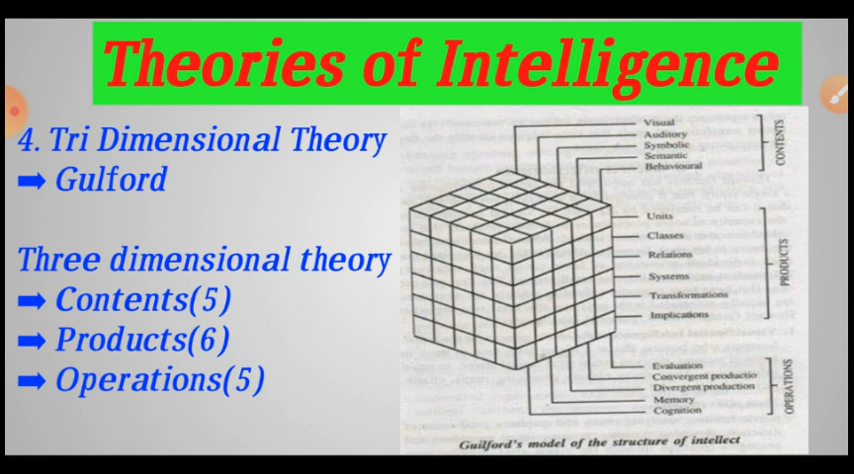 Theories of Intelligence
4. Tri Dimensional Theory
➡ Gulford
Three dimensional theory
➡ Contents(5)
➡ Products(6)
➡ Operations(5)
Visual
Auditory
Symbolic
Semantic
Behavioural
CONTENTS
Units
Classes
Relations
Systems
Transformations
Implications
PRODUCTS
Evaluation
Convergent productio
Divergent production
Memory
Cognition
OPERATIONS
Guilford's model of the structure of intellect